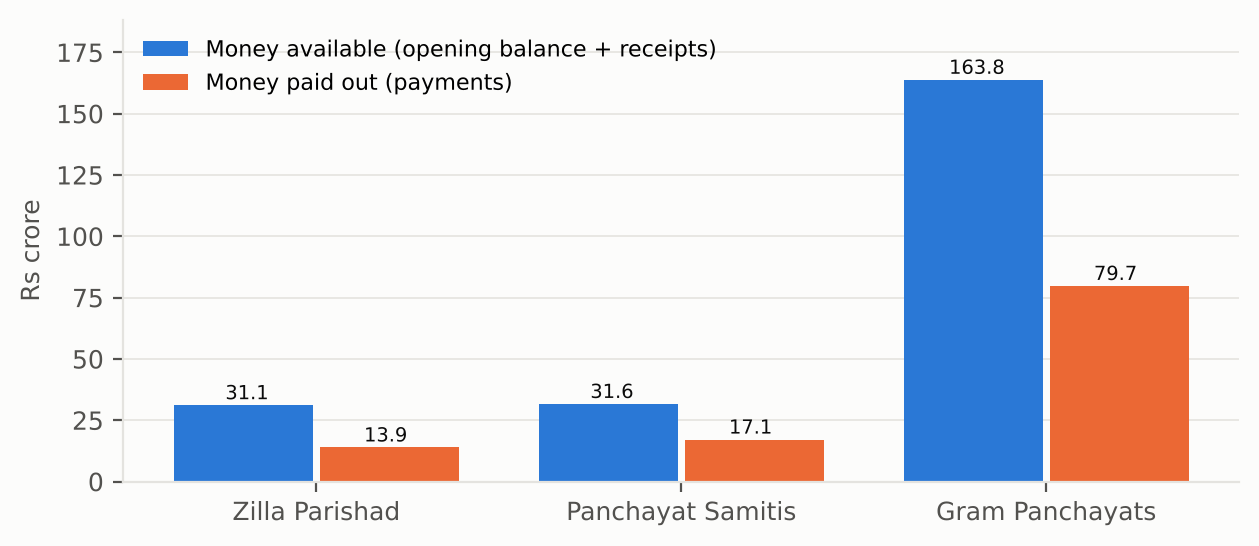 Money available (opening balance + receipts)
Money paid out (payments)
Rs crore
175
150
125
100
75
50
25
0
31.1
13.9
31.6
17.1
163.8
79.7
Zilla Parishad
Panchayat Samitis
Gram Panchayats